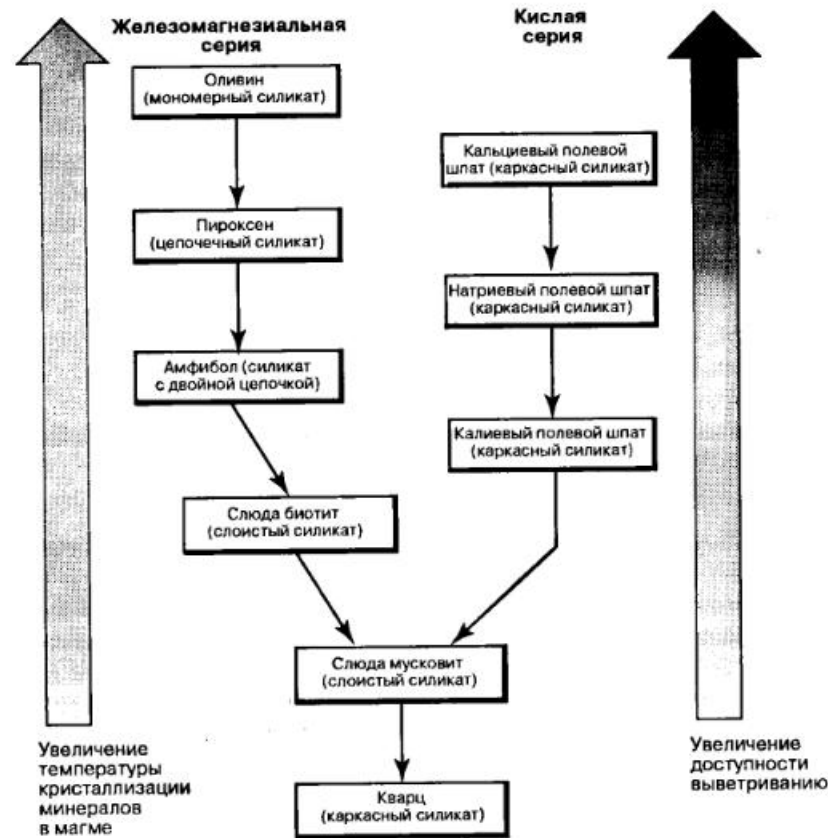 Железомагнезиальная
серия
Кислая
серия
Оливин
(мономерный силикат)
Кальциевый полевой
шпат (каркасный силикат)
Пироксен
(цепочечный силикат)
Натриевый полевой шпат
(каркасный силикат)
Амфибол (силикат
с двойной цепочкой)
Калиевый полевой шпат
(каркасный силикат)
Слюда биотит
(слоистый силикат)
Слюда мусковит
(слоистый силикат)
Кварц
(каркасный силикат)
Увеличение
температуры
кристаллизации
минералов
в магме
Увеличение
доступности
выветриванию